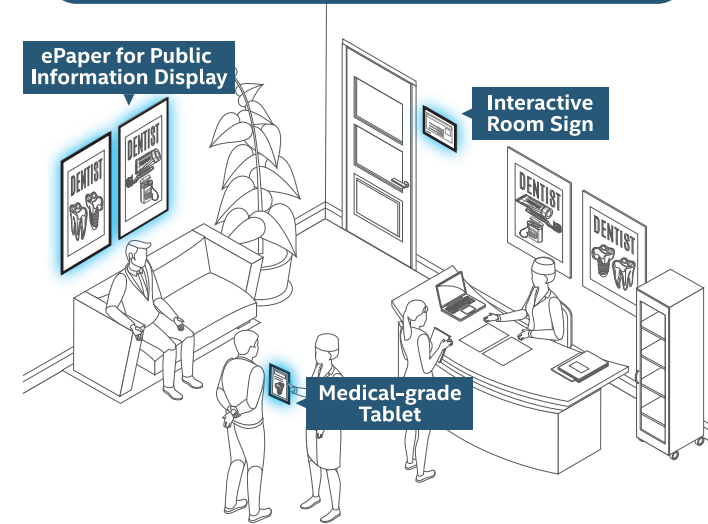 ePaper for Public
Information Display
Interactive
Room Sign
DENTIST
DENTIST
DENTIST
DENTIST
Medical-grade
Tablet